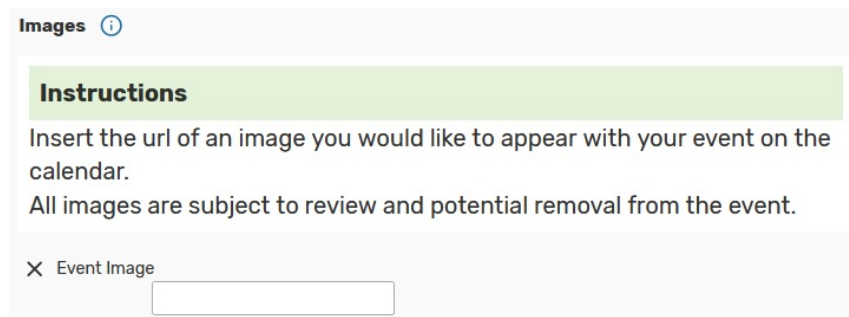 Images
Instructions
Insert the url of an image you would like to appear with your event on the
calendar.
All images are subject to review and potential removal from the event.
Event Image